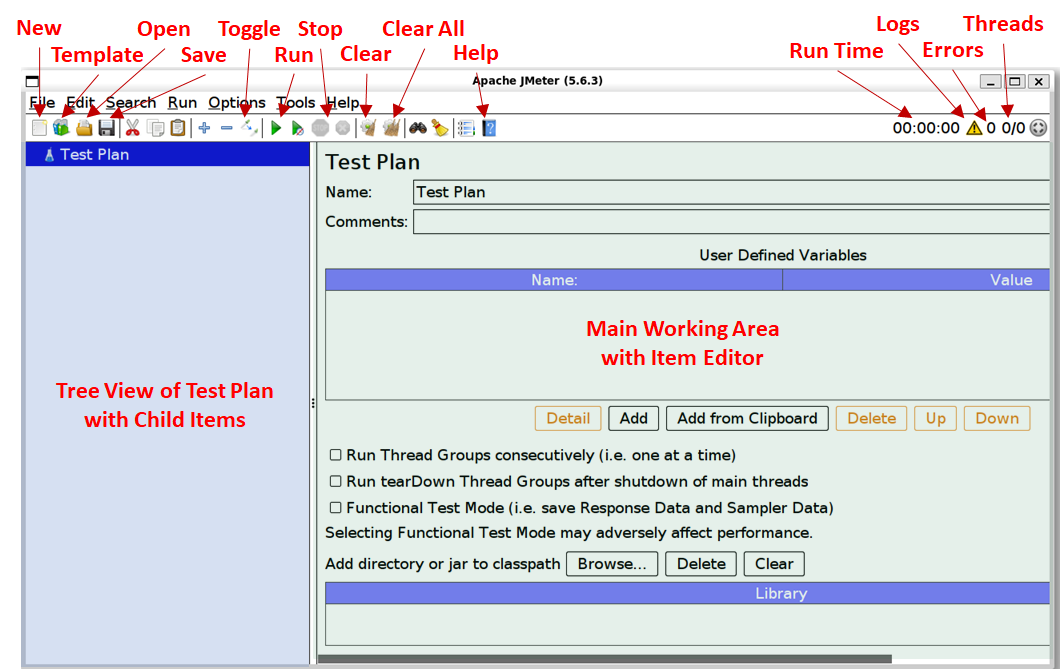 New Open Toggle Stop Clear All Logs Threads
Template Save Run Clear Help Run Time Errors
Apache JMeter (5.6.3)
File Edit Search Run Options Tools Help
00:00:00 0 0/0
Test Plan
Test Plan
Name: Test Plan
Comments:
User Defined Variables
Name: Value
Main Working Area
with Item Editor
Tree View of Test Plan
with Child Items
Detail Add Add from Clipboard Delete Up Down
Run Thread Groups consecutively (i.e. one at a time)
Run tearDown Thread Groups after shutdown of main threads
Functional Test Mode (i.e. save Response Data and Sampler Data)
Selecting Functional Test Mode may adversely affect performance.
Add directory or jar to classpath Browse... Delete Clear
Library